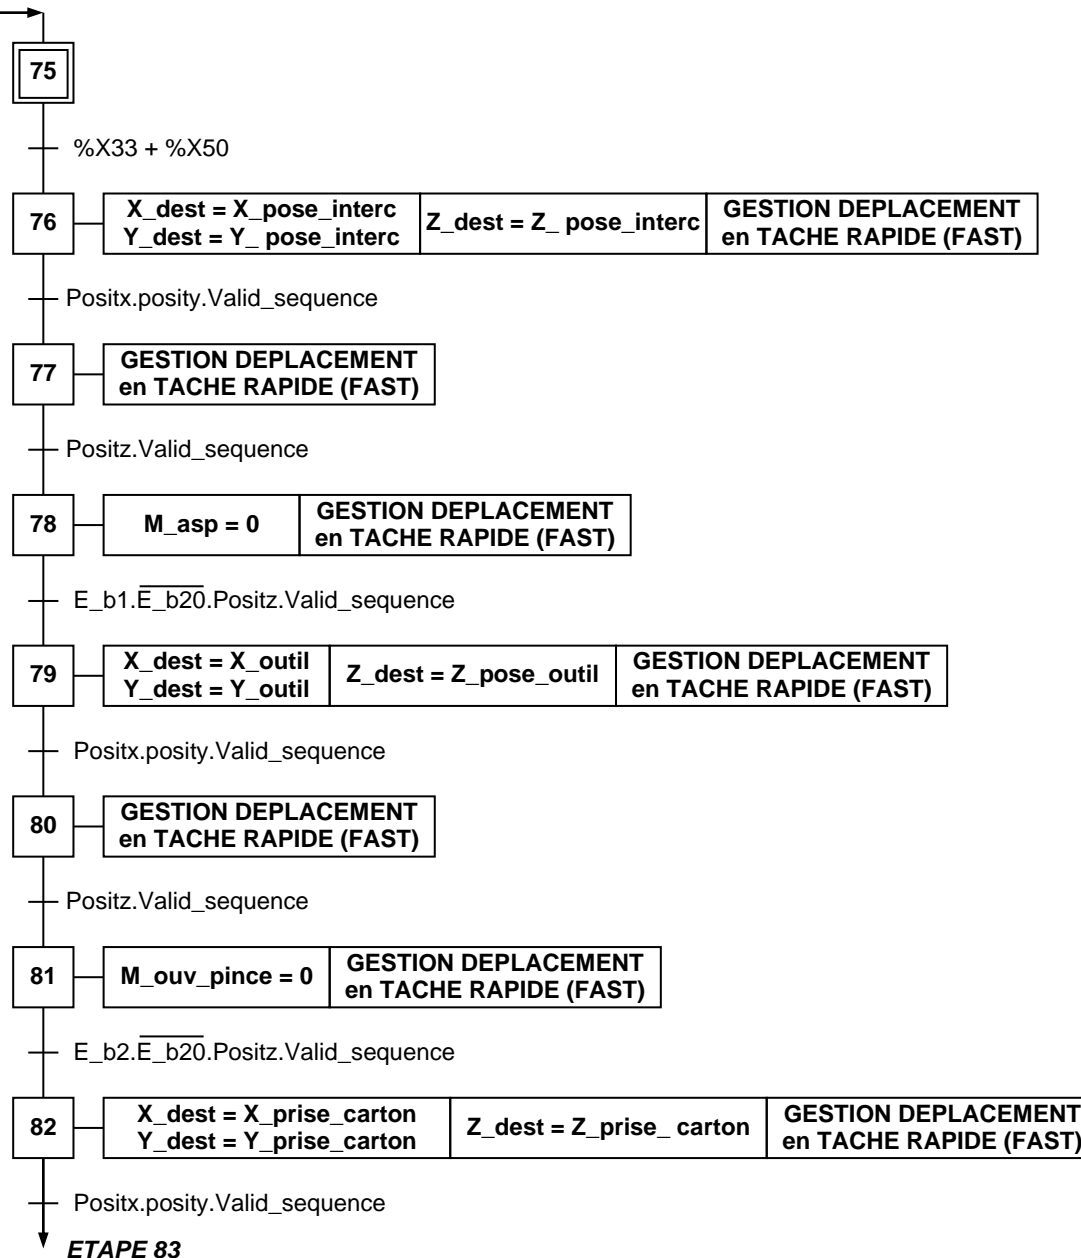 75
%X33 + %X50
76
X_dest = X_pose_interc
Y_dest = Y_ pose_interc
Z_dest = Z_ pose_interc
GESTION DEPLACEMENT
en TACHE RAPIDE (FAST)
Positx.posity.Valid_sequence
77
GESTION DEPLACEMENT
en TACHE RAPIDE (FAST)
Positz.Valid_sequence
78
M_asp = 0
GESTION DEPLACEMENT
en TACHE RAPIDE (FAST)
E_b1.E̅_̅b̅2̅0̅.Positz.Valid_sequence
79
X_dest = X_outil
Y_dest = Y_outil
Z_dest = Z_pose_outil
GESTION DEPLACEMENT
en TACHE RAPIDE (FAST)
Positx.posity.Valid_sequence
80
GESTION DEPLACEMENT
en TACHE RAPIDE (FAST)
Positz.Valid_sequence
81
M_ouv_pince = 0
GESTION DEPLACEMENT
en TACHE RAPIDE (FAST)
E_b2.E̅_̅b̅2̅0̅.Positz.Valid_sequence
82
X_dest = X_prise_carton
Y_dest = Y_prise_carton
Z_dest = Z_prise_ carton
GESTION DEPLACEMENT
en TACHE RAPIDE (FAST)
Positx.posity.Valid_sequence
ETAPE 83